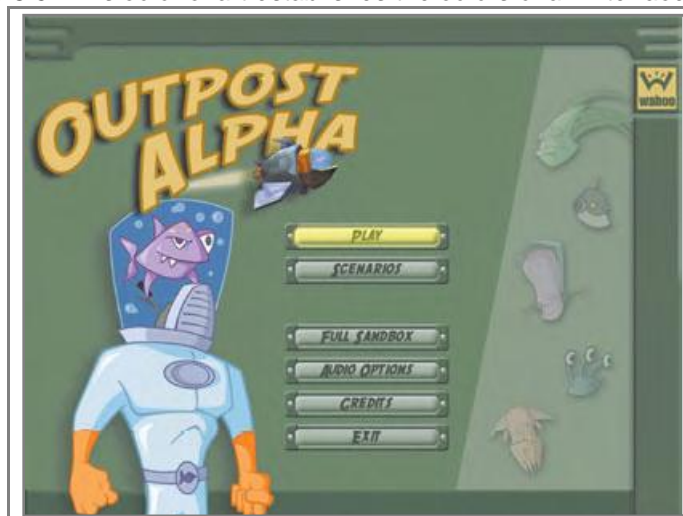 OUTPOST
ALPHA
wahoo
PLAY
SCENARIOS
FULL SANDBOX
AUDIO OPTIONS
CREDITS
EXIT